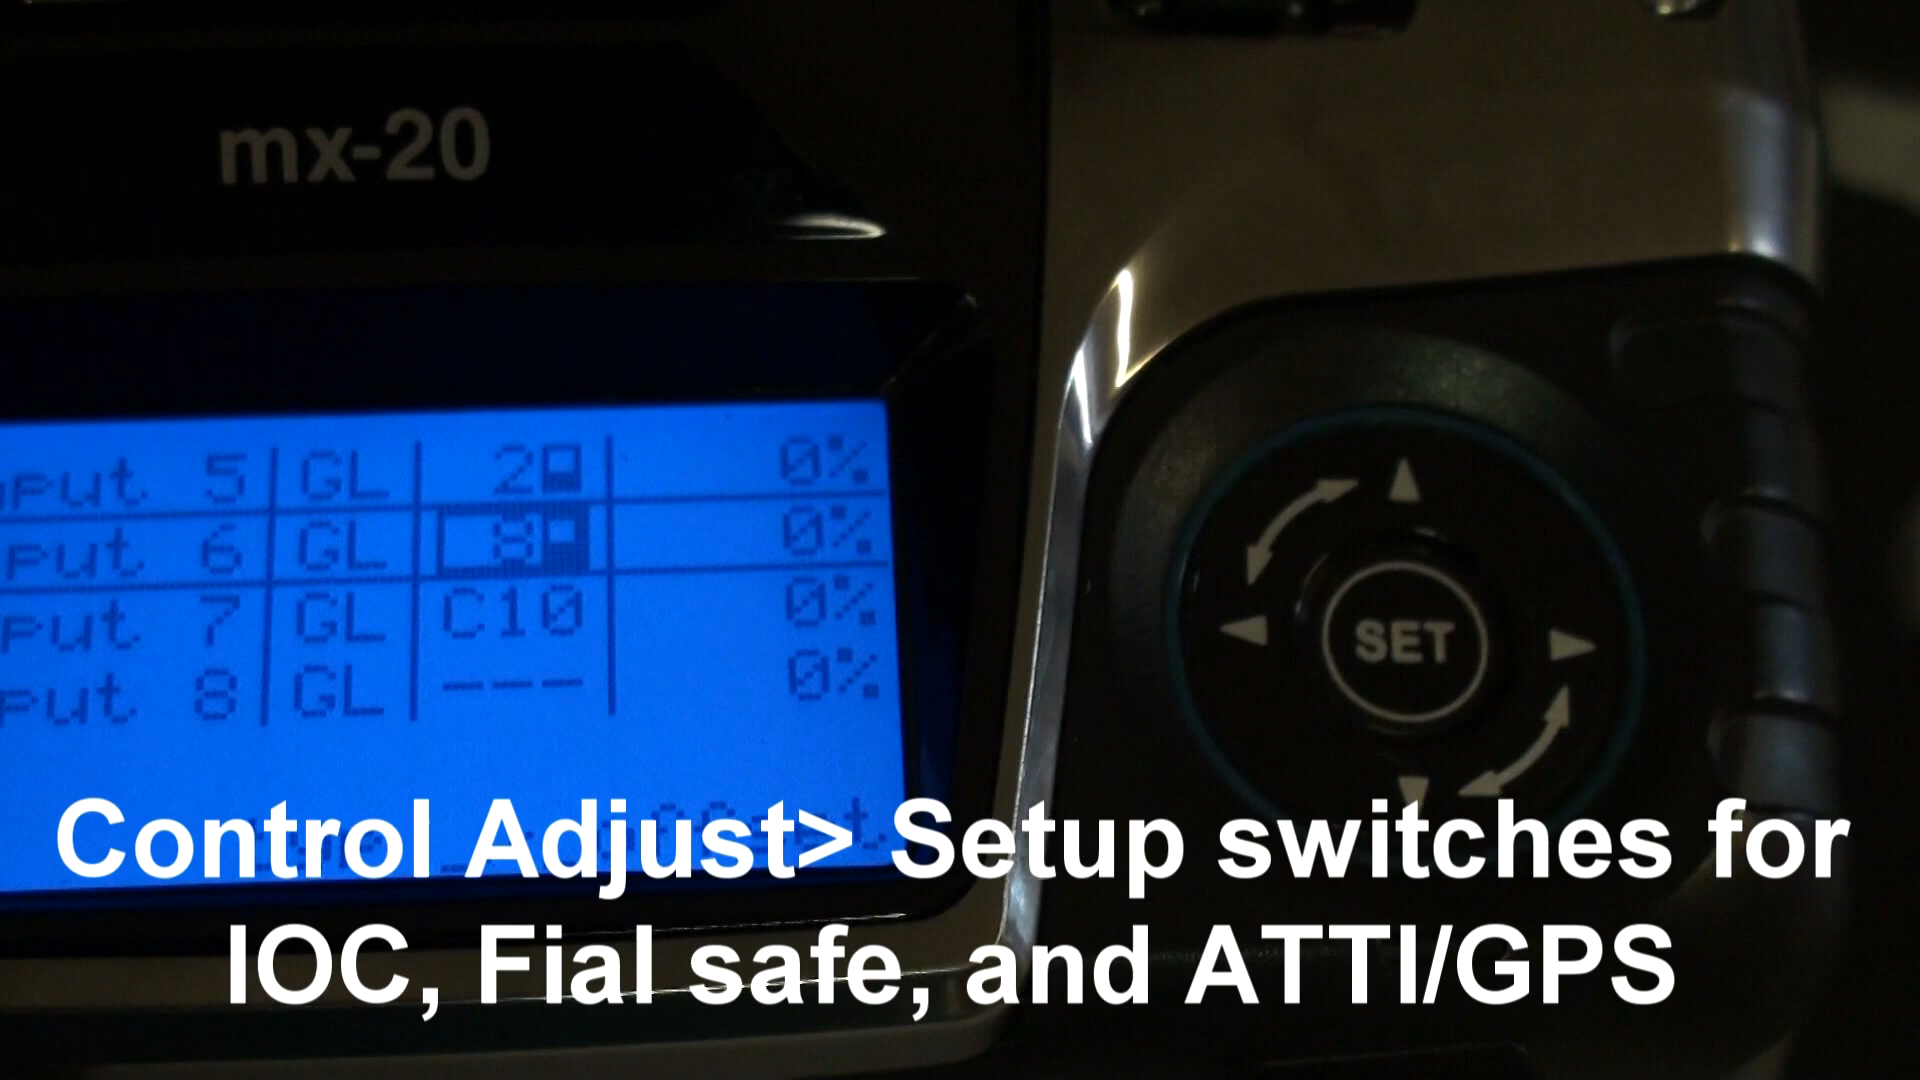 mx-20
nput 5 GL 2 0%
put 6 GL 8 0%
put 7 GL C10 0%
put 8 GL --- 0%
SET
Control Adjust> Setup switches for
IOC, Fial safe, and ATTI/GPS